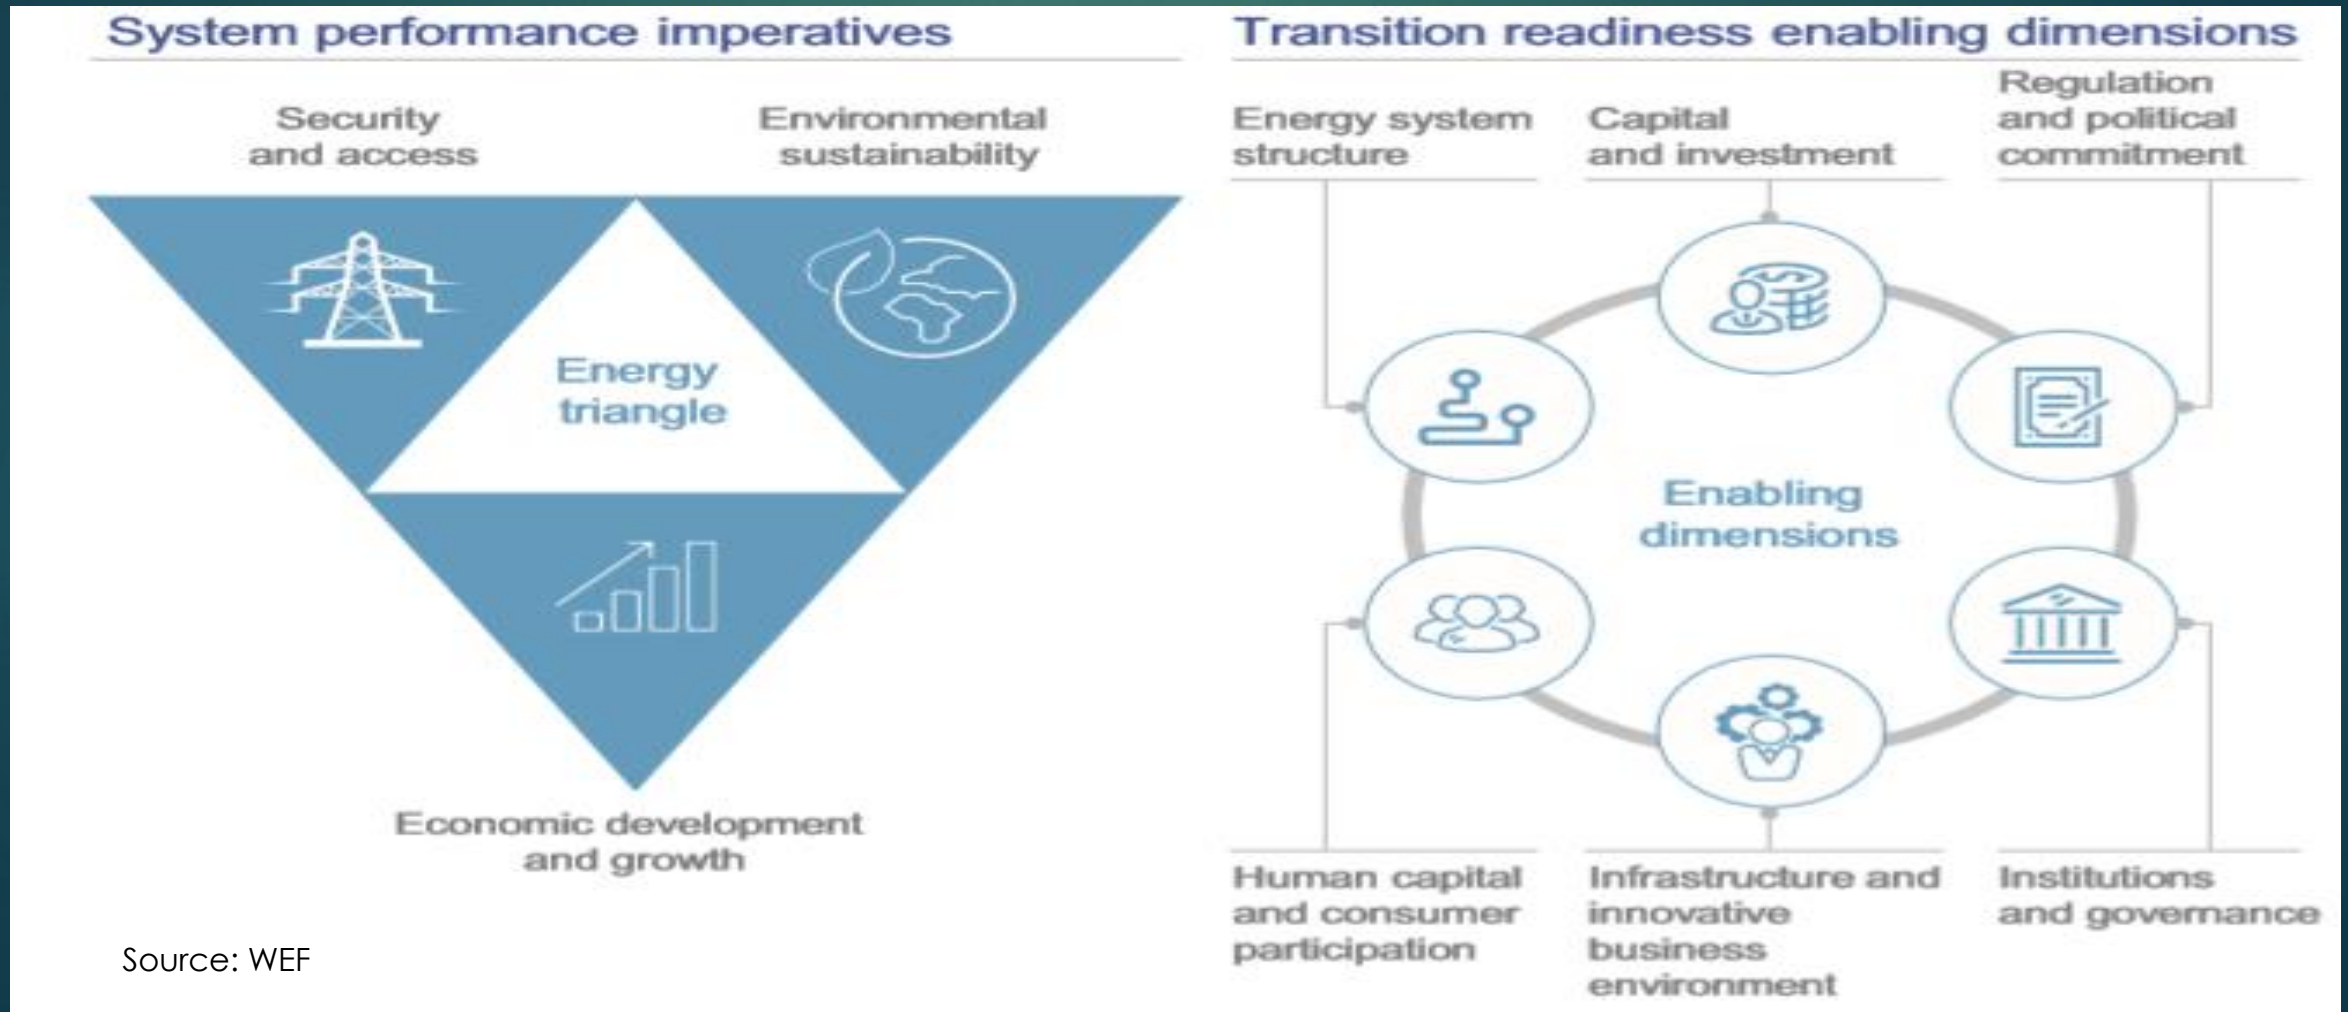 System performance imperatives
Security
and access
Environmental
sustainability
Energy
triangle
Economic development
and growth
Source: WEF
Transition readiness enabling dimensions
Energy system
structure
Capital
and investment
Regulation
and political
commitment
Enabling
dimensions
Human capital
and consumer
participation
Infrastructure and
innovative
business
environment
Institutions
and governance